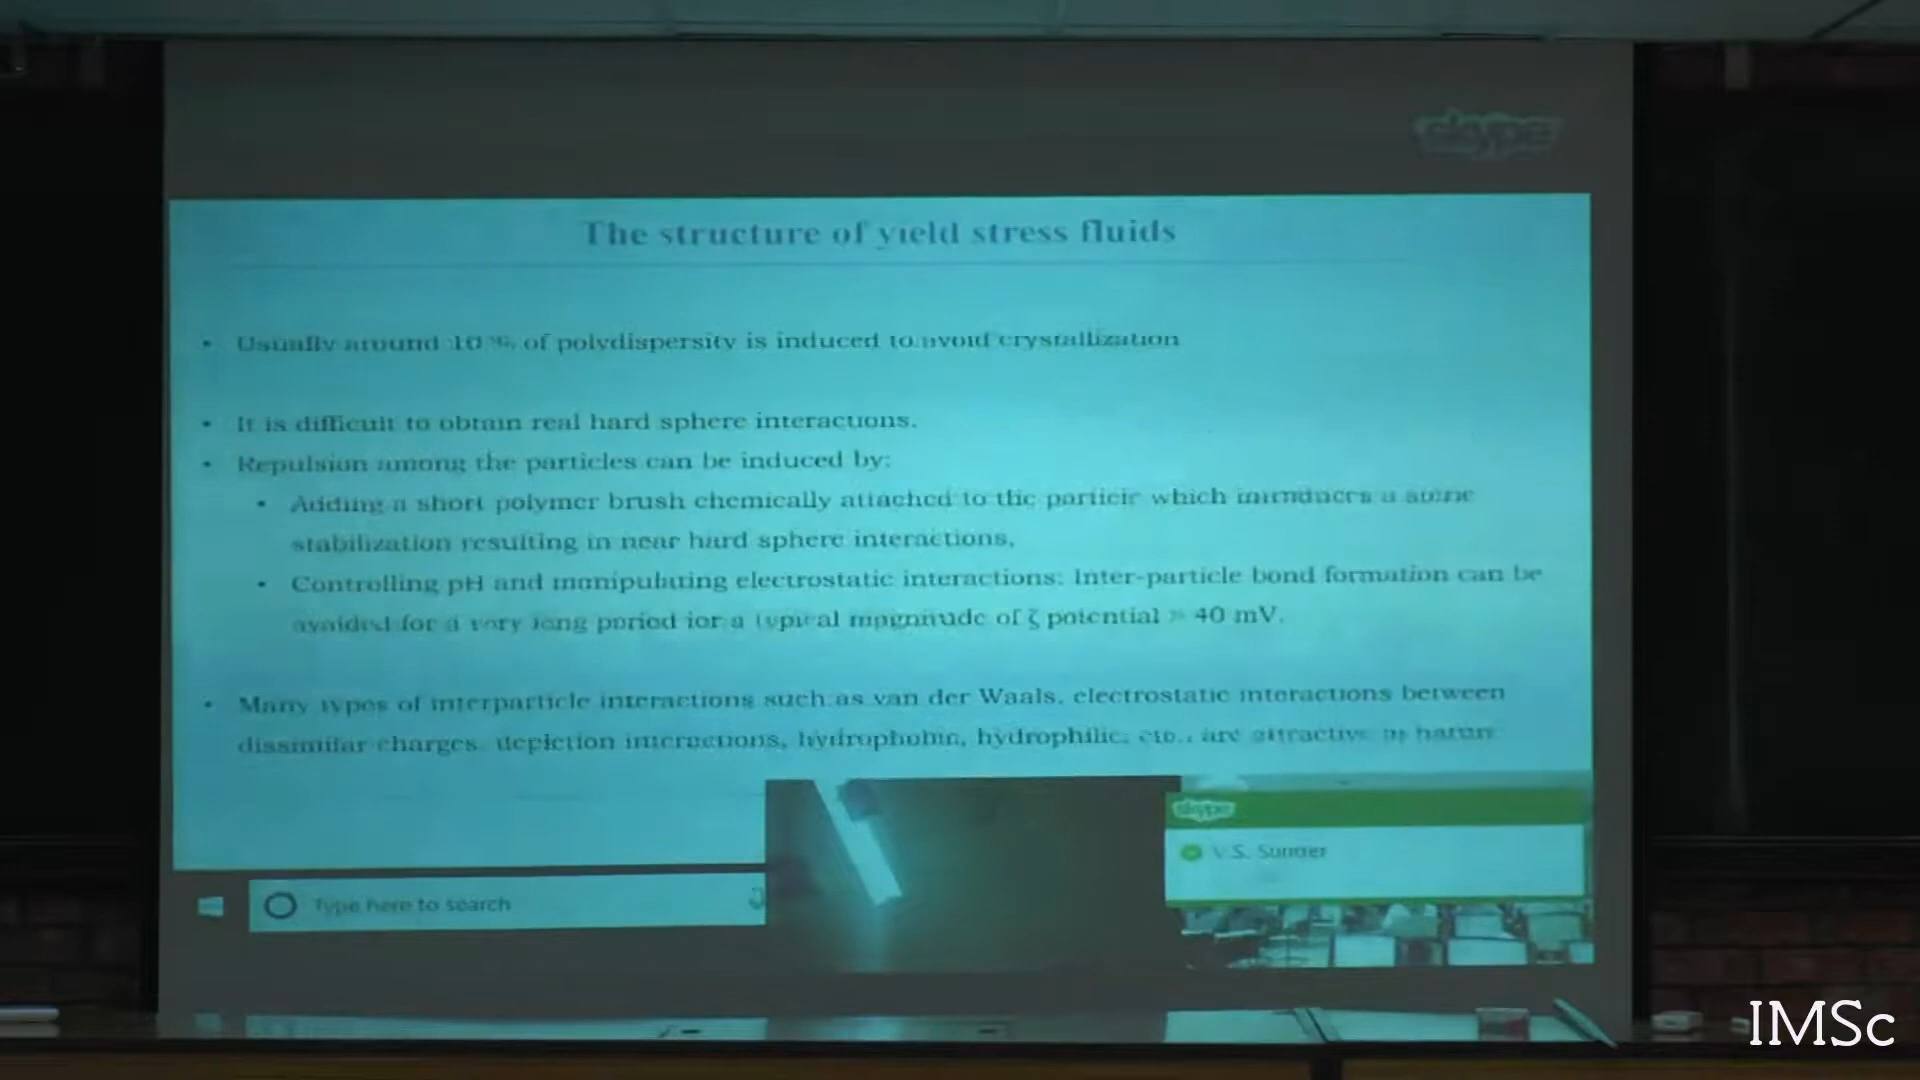 skype
The structure of yield stress fluids
• Usually around 10 % of polydispersity is induced to avoid crystallization
• It is difficult to obtain real hard sphere interactions.
• Repulsion among the particles can be induced by:
• Adding a short polymer brush chemically attached to the particle which introduces a steric
stabilization resulting in near hard sphere interactions,
• Controlling pH and manipulating electrostatic interactions: Inter-particle bond formation can be
avoided for a very long period for a typical magnitude of ζ potential > 40 mV.
• Many types of interparticle interactions such as van der Waals, electrostatic interactions between
dissimilar charges, depletion interactions, hydrophobic, hydrophilic, etc., are attractive in nature
skype
V.S. Sunder
Type here to search
IMSc